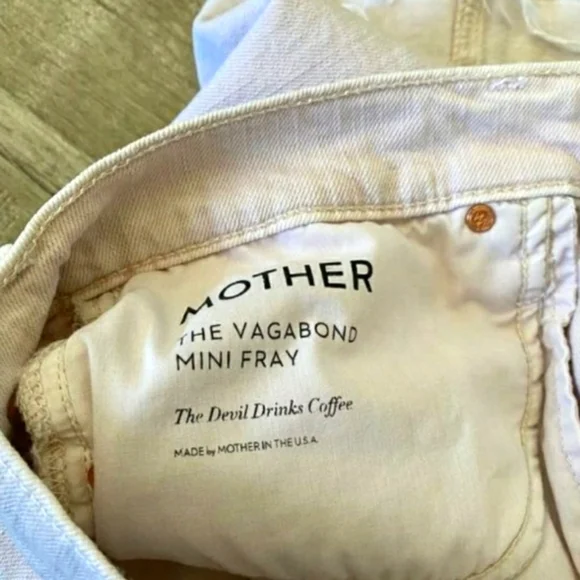 MOTHER
THE VAGABOND
MINI FRAY
The Devil Drinks Coffee
MADE by MOTHER IN THE U.S.A.